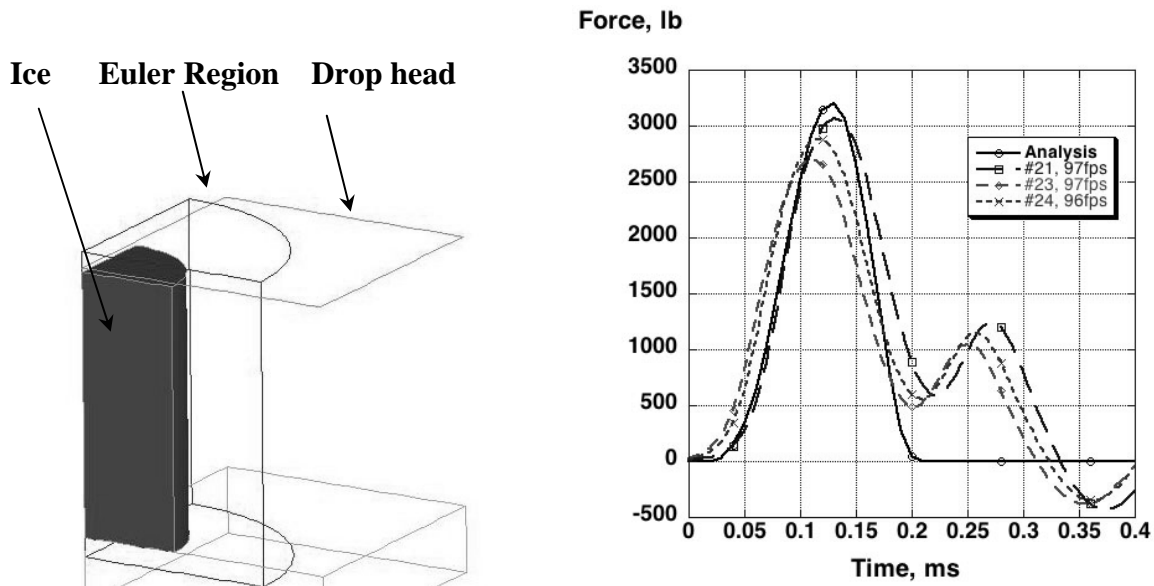 Ice Euler Region Drop head
Force, lb
3500
3000
2500
2000
1500
1000
500
0
-500
0 0.05 0.1 0.15 0.2 0.25 0.3 0.35 0.4
Time, ms
Analysis
#21, 97fps
#23, 97fps
#24, 96fps